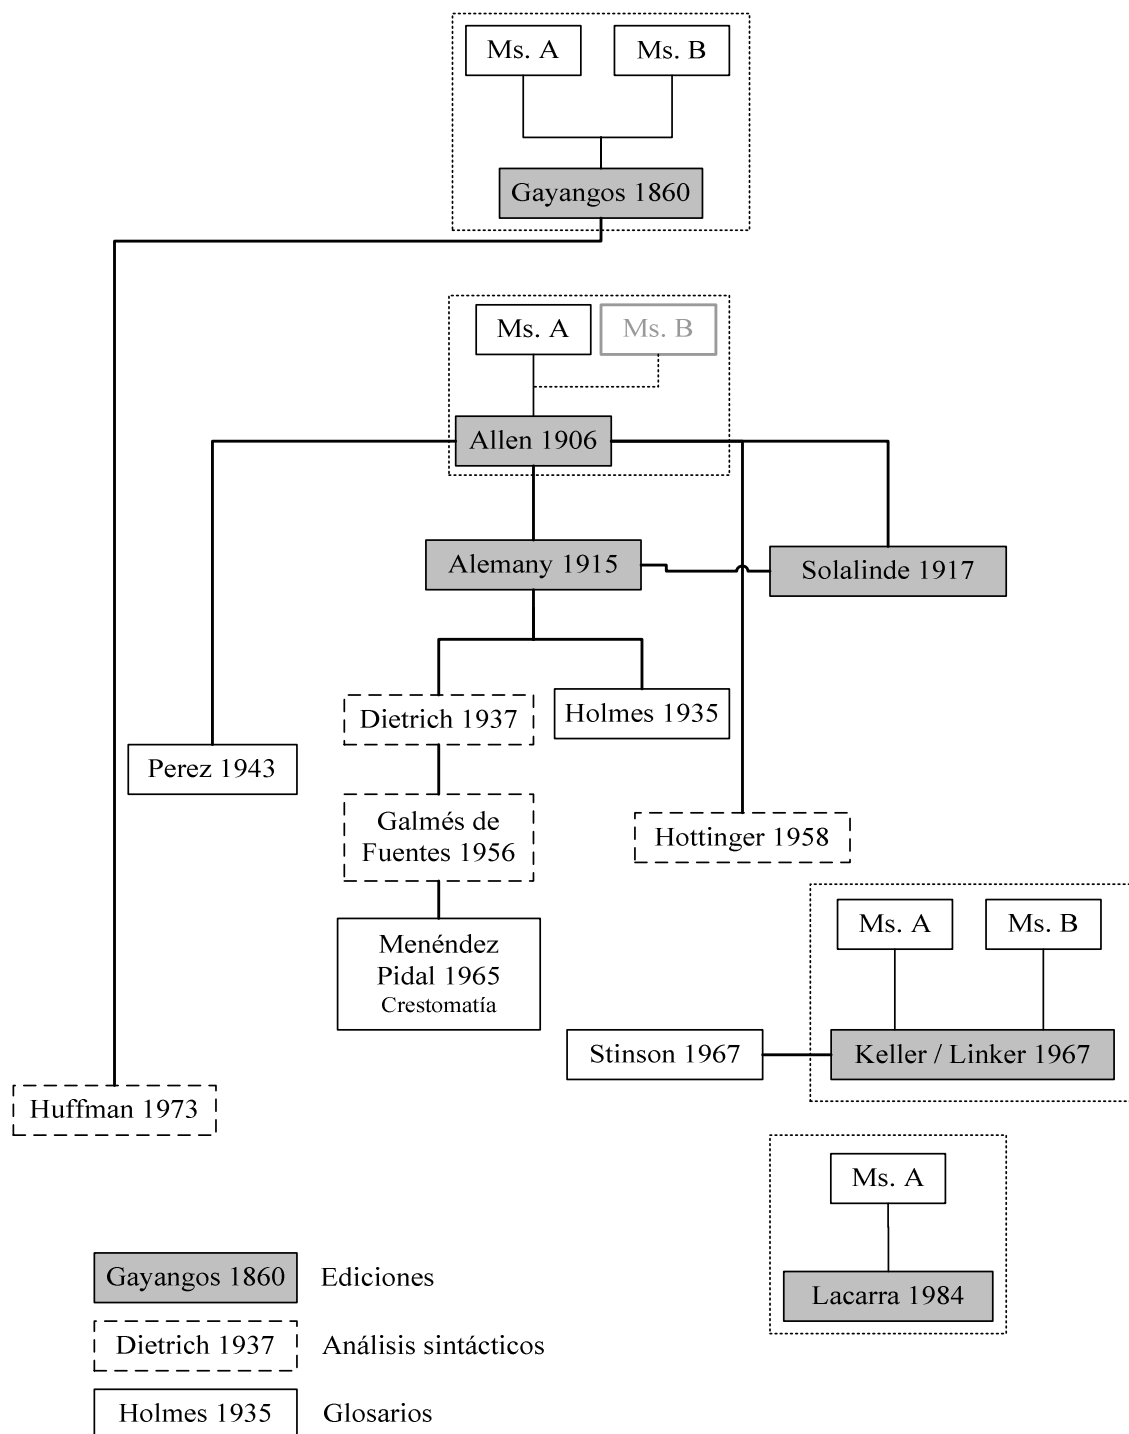 Ms. A
Ms. B
Gayangos 1860
Ms. A
Ms. B
Allen 1906
Alemany 1915
Solalinde 1917
Dietrich 1937
Holmes 1935
Perez 1943
Galmés de
Fuentes 1956
Hottinger 1958
Menéndez
Pidal 1965
Crestomatía
Ms. A
Ms. B
Stinson 1967
Keller / Linker 1967
Huffman 1973
Ms. A
Lacarra 1984
Gayangos 1860
Ediciones
Dietrich 1937
Análisis sintácticos
Holmes 1935
Glosarios